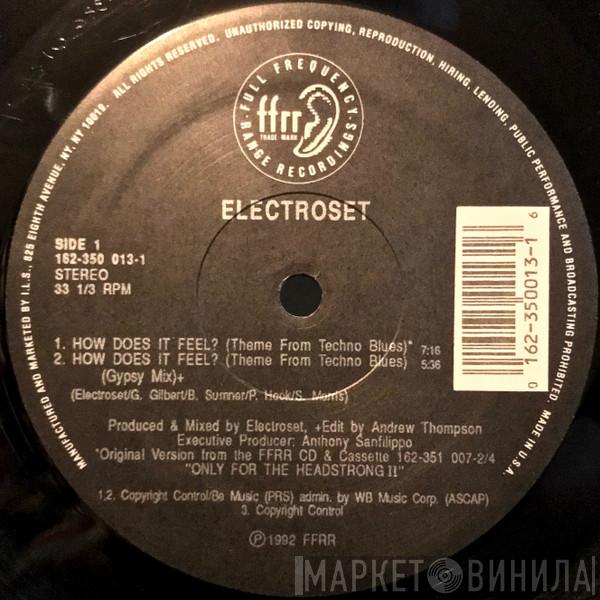 MANUFACTURED AND MARKETED BY I.L.S., 825 EIGHTH AVENUE, NY, NY 10019. ALL RIGHTS RESERVED. UNAUTHORIZED COPYING, REPRODUCTION, HIRING, LENDING, PUBLIC PERFORMANCE AND BROADCASTING PROHIBITED. MADE IN U.S.A.
FULL FREQUENCY
ffrr
TRADE MARK
RANGE RECORDINGS
ELECTROSET
SIDE 1
162-350 013-1
STEREO
33 1/3 RPM
0 162-350013-1 6
1. HOW DOES IT FEEL? (Theme From Techno Blues)* 7:16
2. HOW DOES IT FEEL? (Theme From Techno Blues) 5:36
(Gypsy Mix)+
(Electroset/G. Gilbert/B. Sumner/P. Hook/S. Morris)
Produced & Mixed by Electroset, +Edit by Andrew Thompson
Executive Producer: Anthony Sanfilippo
*Original Version from the FFRR CD & Cassette 162-351 007-2/4
"ONLY FOR THE HEADSTRONG II"
1,2. Copyright Control/Be Music (PRS) admin. by WB Music Corp. (ASCAP)
3. Copyright Control
Ⓟ1992 FFRR
МАРКЕТ ВИНИЛА